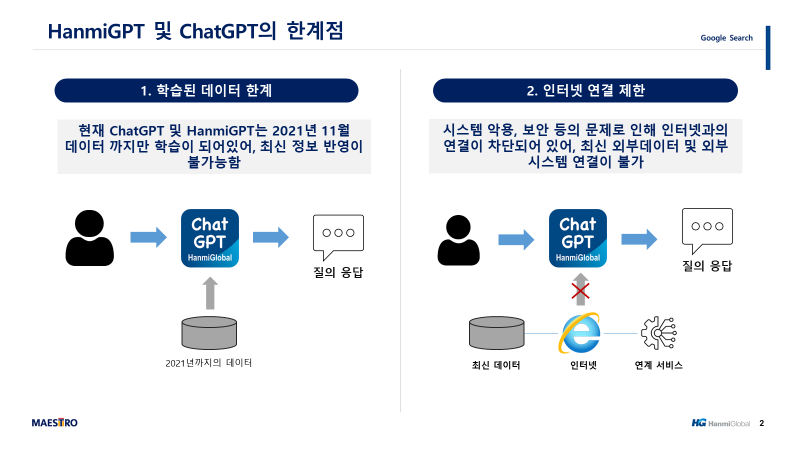 HanmiGPT 및 ChatGPT의 한계점
Google Search
1. 학습된 데이터 한계
현재 ChatGPT 및 HanmiGPT는 2021년 11월
데이터 까지만 학습이 되어있어, 최신 정보 반영이
불가능함
Chat
GPT
HanmiGlobal
질의 응답
2021년까지의 데이터
2. 인터넷 연결 제한
시스템 악용, 보안 등의 문제로 인해 인터넷과의
연결이 차단되어 있어, 최신 외부데이터 및 외부
시스템 연결이 불가
Chat
GPT
HanmiGlobal
질의 응답
최신 데이터
인터넷
연계 서비스
MAESTRO
HG HanmiGlobal
2